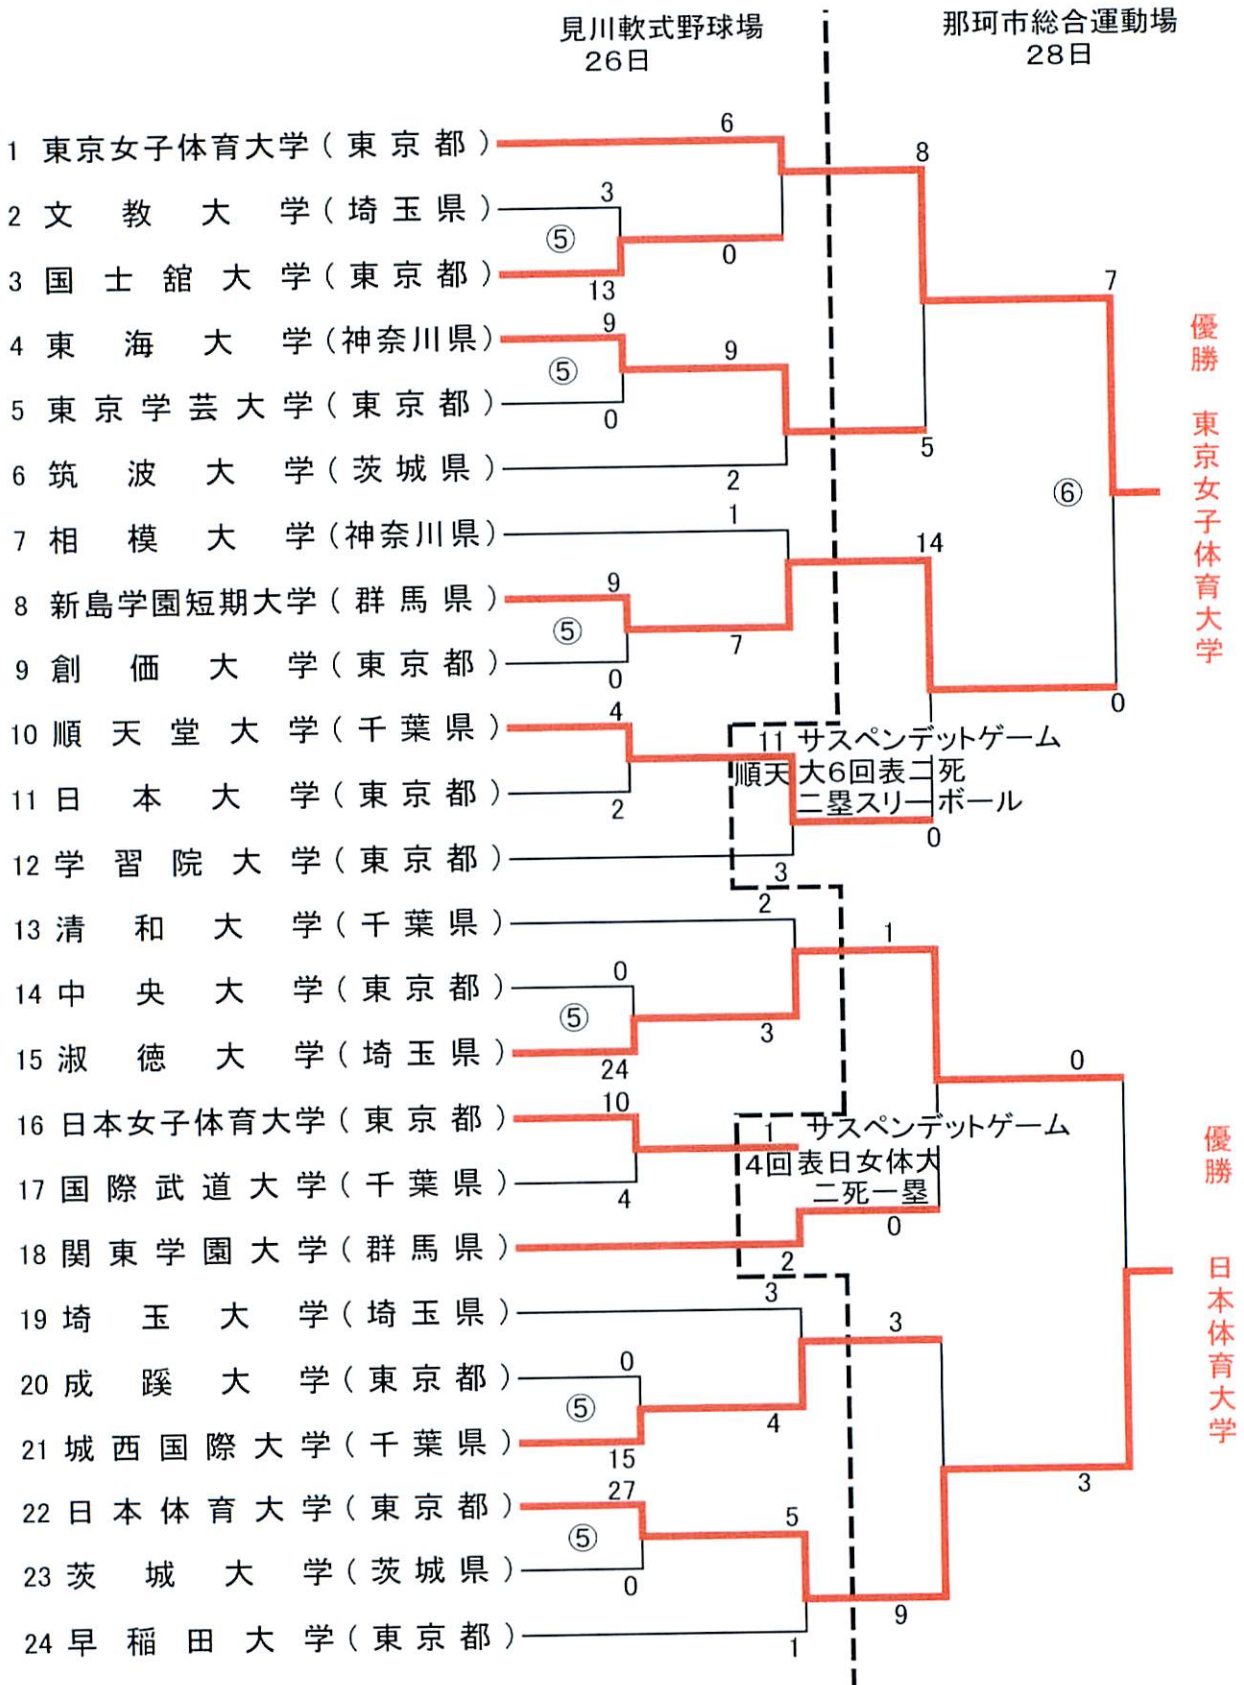 見川軟式野球場
26日
那珂市総合運動場
28日
6
1 東京女子体育大学(東京都)
8
2 文教大学(埼玉県)
3
⑤
0
3 国士舘大学(東京都)
13
7
4 東海大学(神奈川県)
9
9
⑤
5 東京学芸大学(東京都)
0
5
6 筑波大学(茨城県)
2
⑥
優勝 東京女子体育大学
7 相模大学(神奈川県)
1
14
8 新島学園短期大学(群馬県)
9
⑤
7
9 創価大学(東京都)
0
0
10 順天堂大学(千葉県)
4
11 サスペンデットゲーム
順天大6回表二死
二塁スリーボール
11 日本大学(東京都)
2
0
12 学習院大学(東京都)
3
13 清和大学(千葉県)
2
1
14 中央大学(東京都)
0
⑤
3
15 淑徳大学(埼玉県)
24
0
16 日本女子体育大学(東京都)
10
1 サスペンデットゲーム
4回表日女体大
二死一塁
17 国際武道大学(千葉県)
4
0
18 関東学園大学(群馬県)
2
優勝 日本体育大学
19 埼玉大学(埼玉県)
3
3
20 成蹊大学(東京都)
0
⑤
4
21 城西国際大学(千葉県)
15
3
22 日本体育大学(東京都)
27
5
⑤
23 茨城大学(茨城県)
0
9
24 早稲田大学(東京都)
1